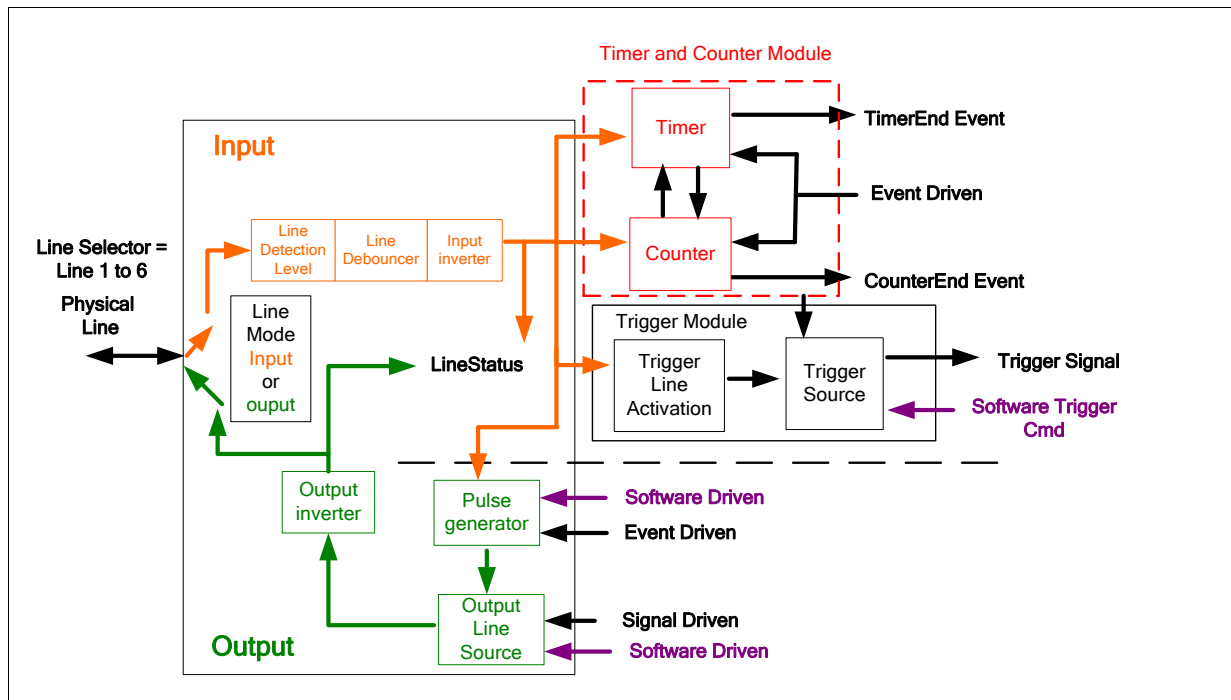 Timer and Counter Module
Timer
TimerEnd Event
Input
Event Driven
Line Selector =
Line 1 to 6
Line
Detection
Level
Line
Debouncer
Input
inverter
Counter
CounterEnd Event
Physical
Line
Line
Mode
Input
or
ouput
LineStatus
Trigger Module
Trigger
Line
Activation
Trigger
Source
Trigger Signal
Software Trigger
Cmd
Output
inverter
Pulse
generator
Software Driven
Event Driven
Output
Line
Source
Signal Driven
Software Driven
Output